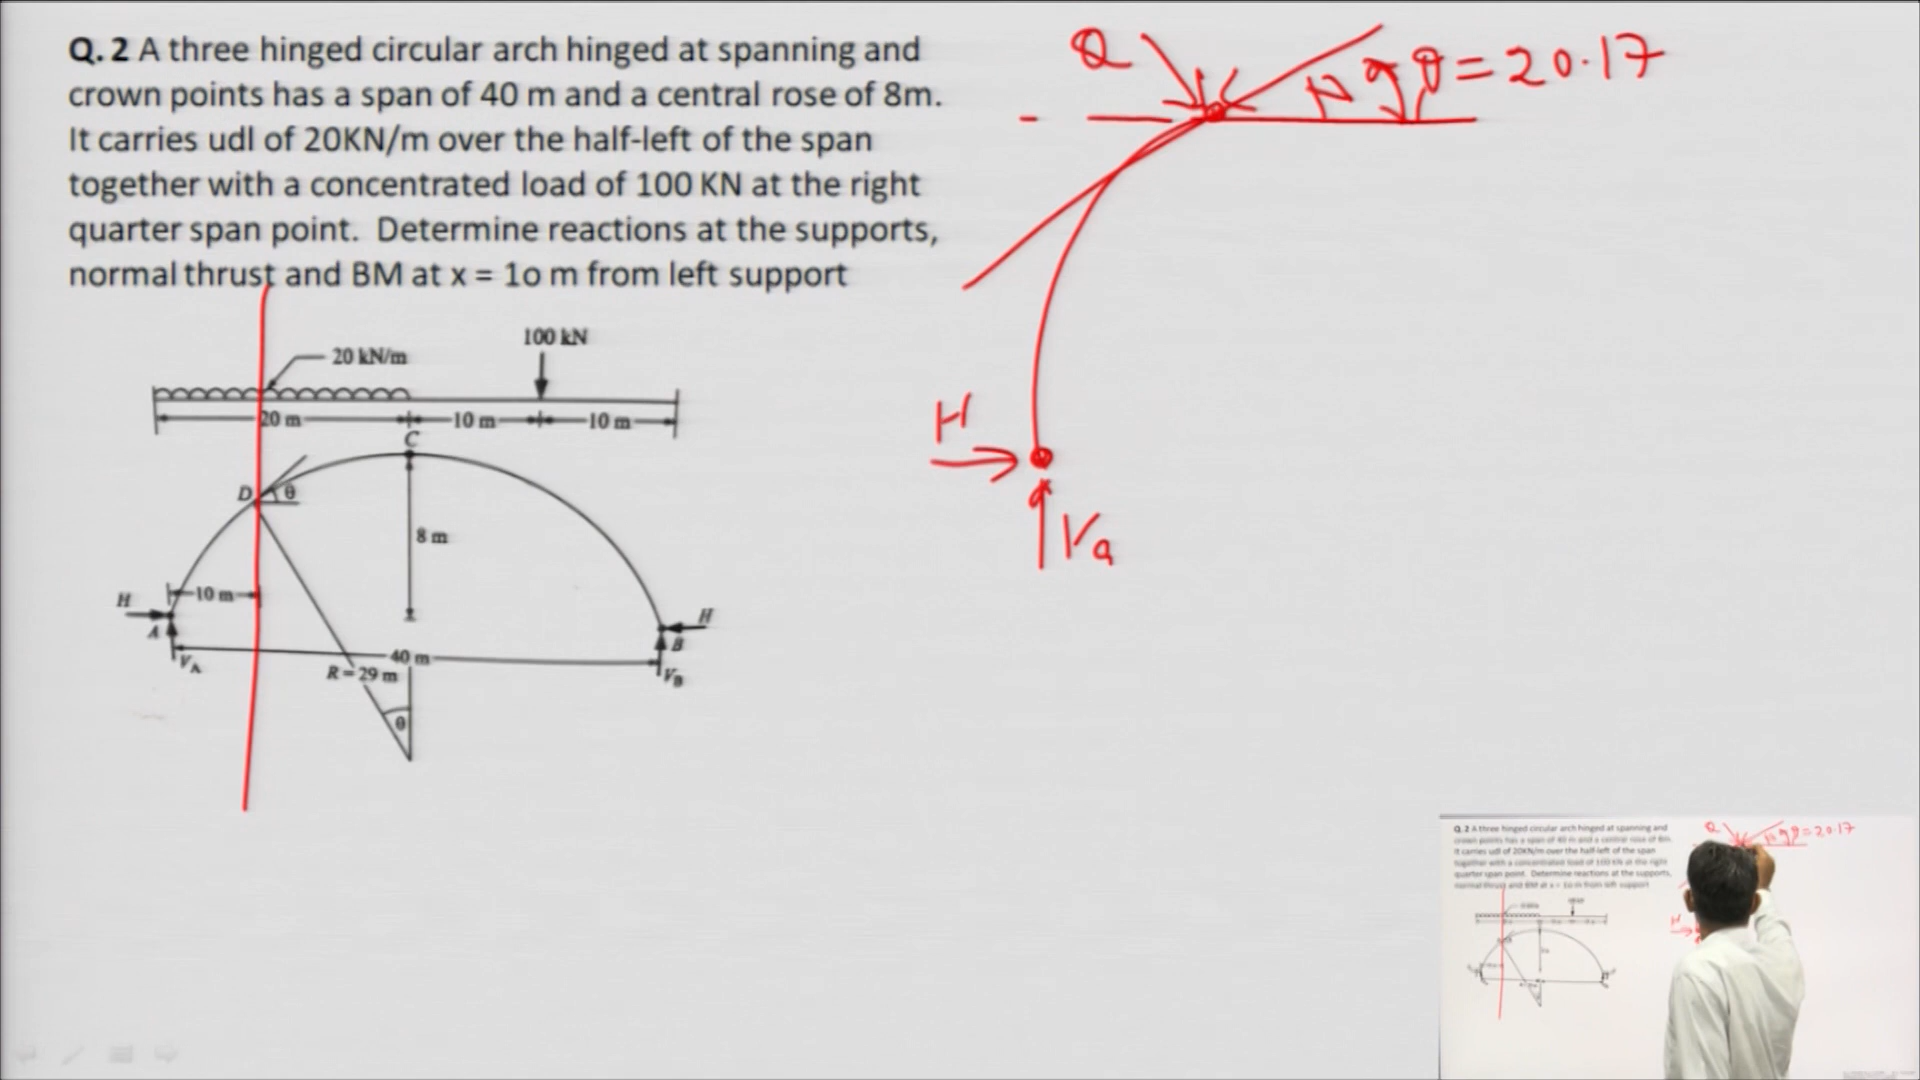 Q. 2 A three hinged circular arch hinged at spanning and
crown points has a span of 40 m and a central rose of 8m.
It carries udl of 20KN/m over the half-left of the span
together with a concentrated load of 100 KN at the right
quarter span point. Determine reactions at the supports,
normal thrust and BM at x = 1o m from left support
100 kN
20 kN/m
20 m
10 m
10 m
C
D
θ
8 m
10 m
H
A
V_A
40 m
H
B
V_B
R = 29 m
θ
Q
N
θ = 20.17
H
Va